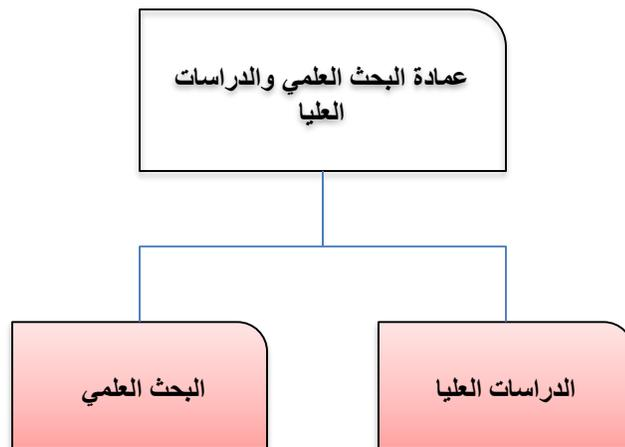 عمادة البحث العلمي والدراسات
العليا
الدراسات العليا
البحث العلمي